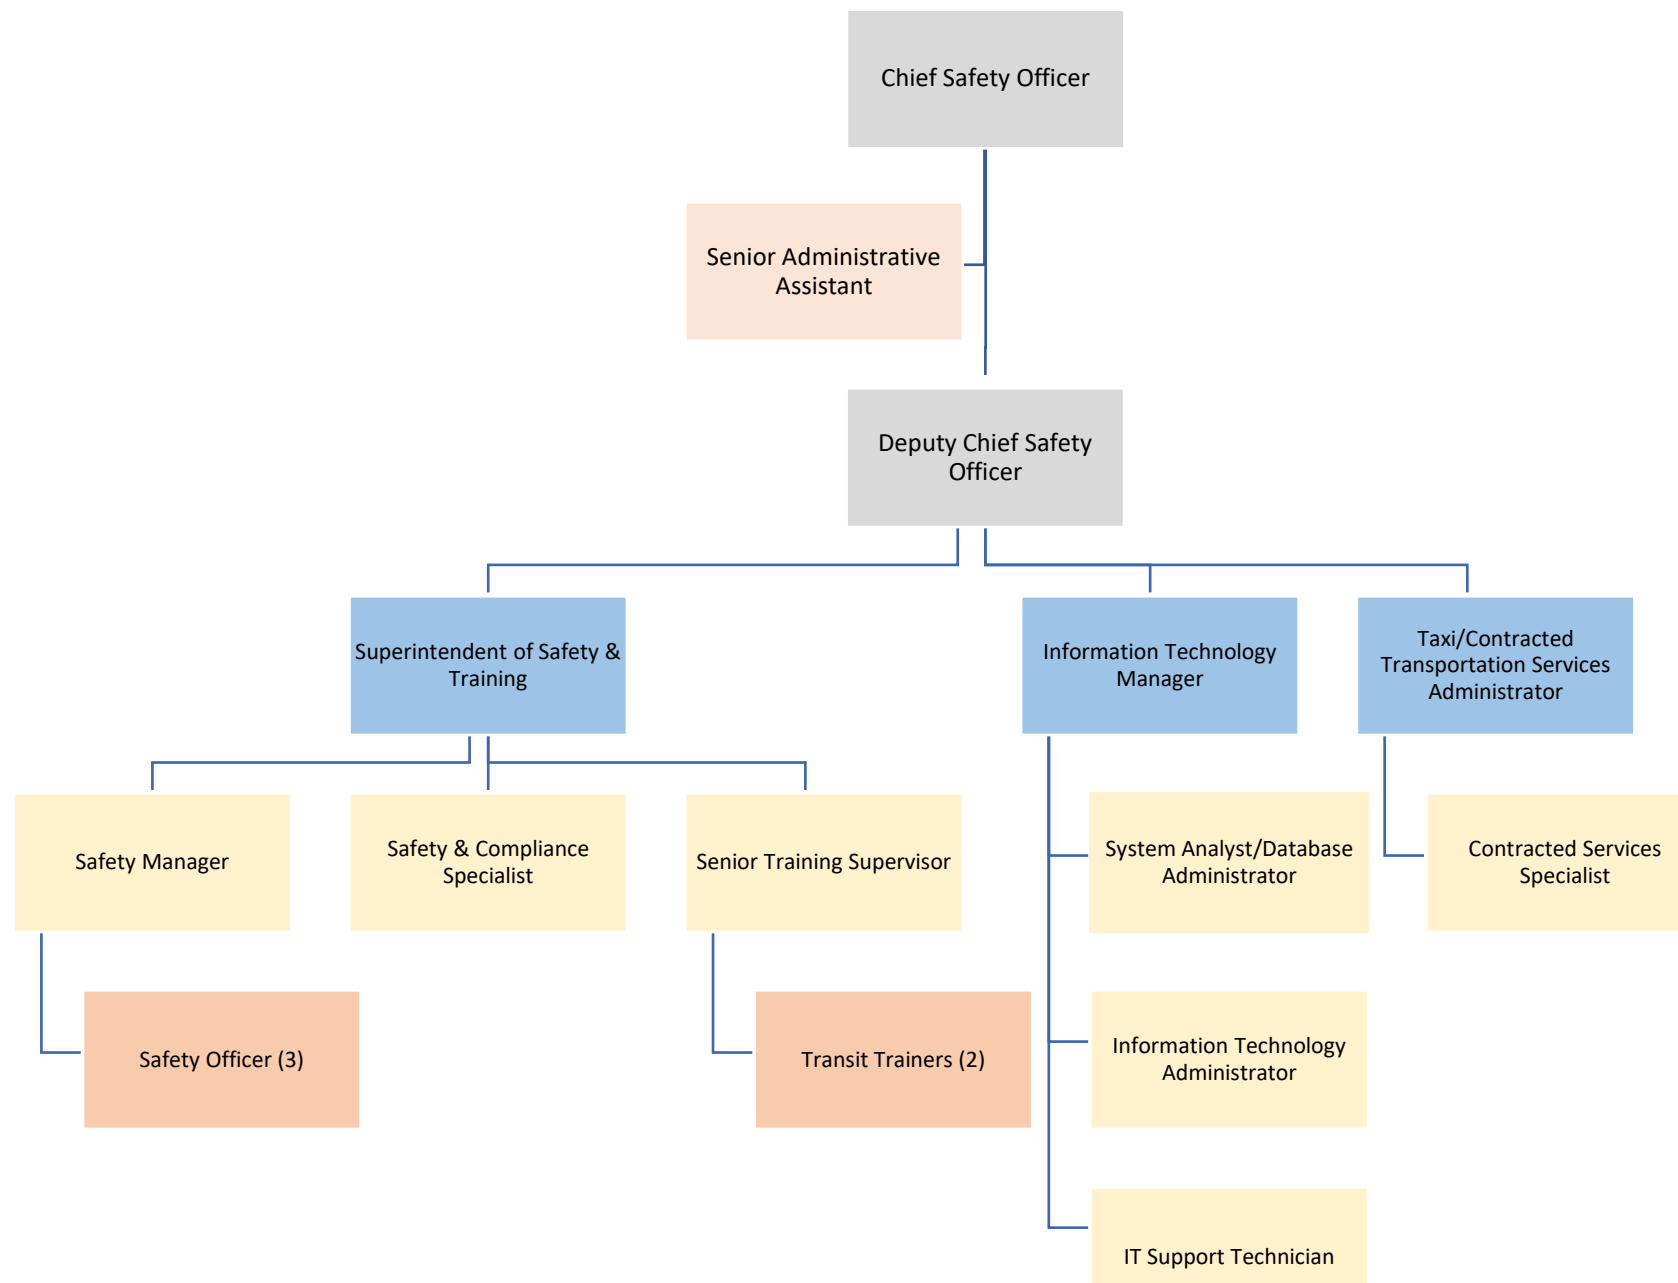 Chief Safety Officer
Senior Administrative
Assistant
Deputy Chief Safety
Officer
Superintendent of Safety &
Training
Information Technology
Manager
Taxi/Contracted
Transportation Services
Administrator
Safety Manager
Safety & Compliance
Specialist
Senior Training Supervisor
System Analyst/Database
Administrator
Contracted Services
Specialist
Safety Officer (3)
Transit Trainers (2)
Information Technology
Administrator
IT Support Technician